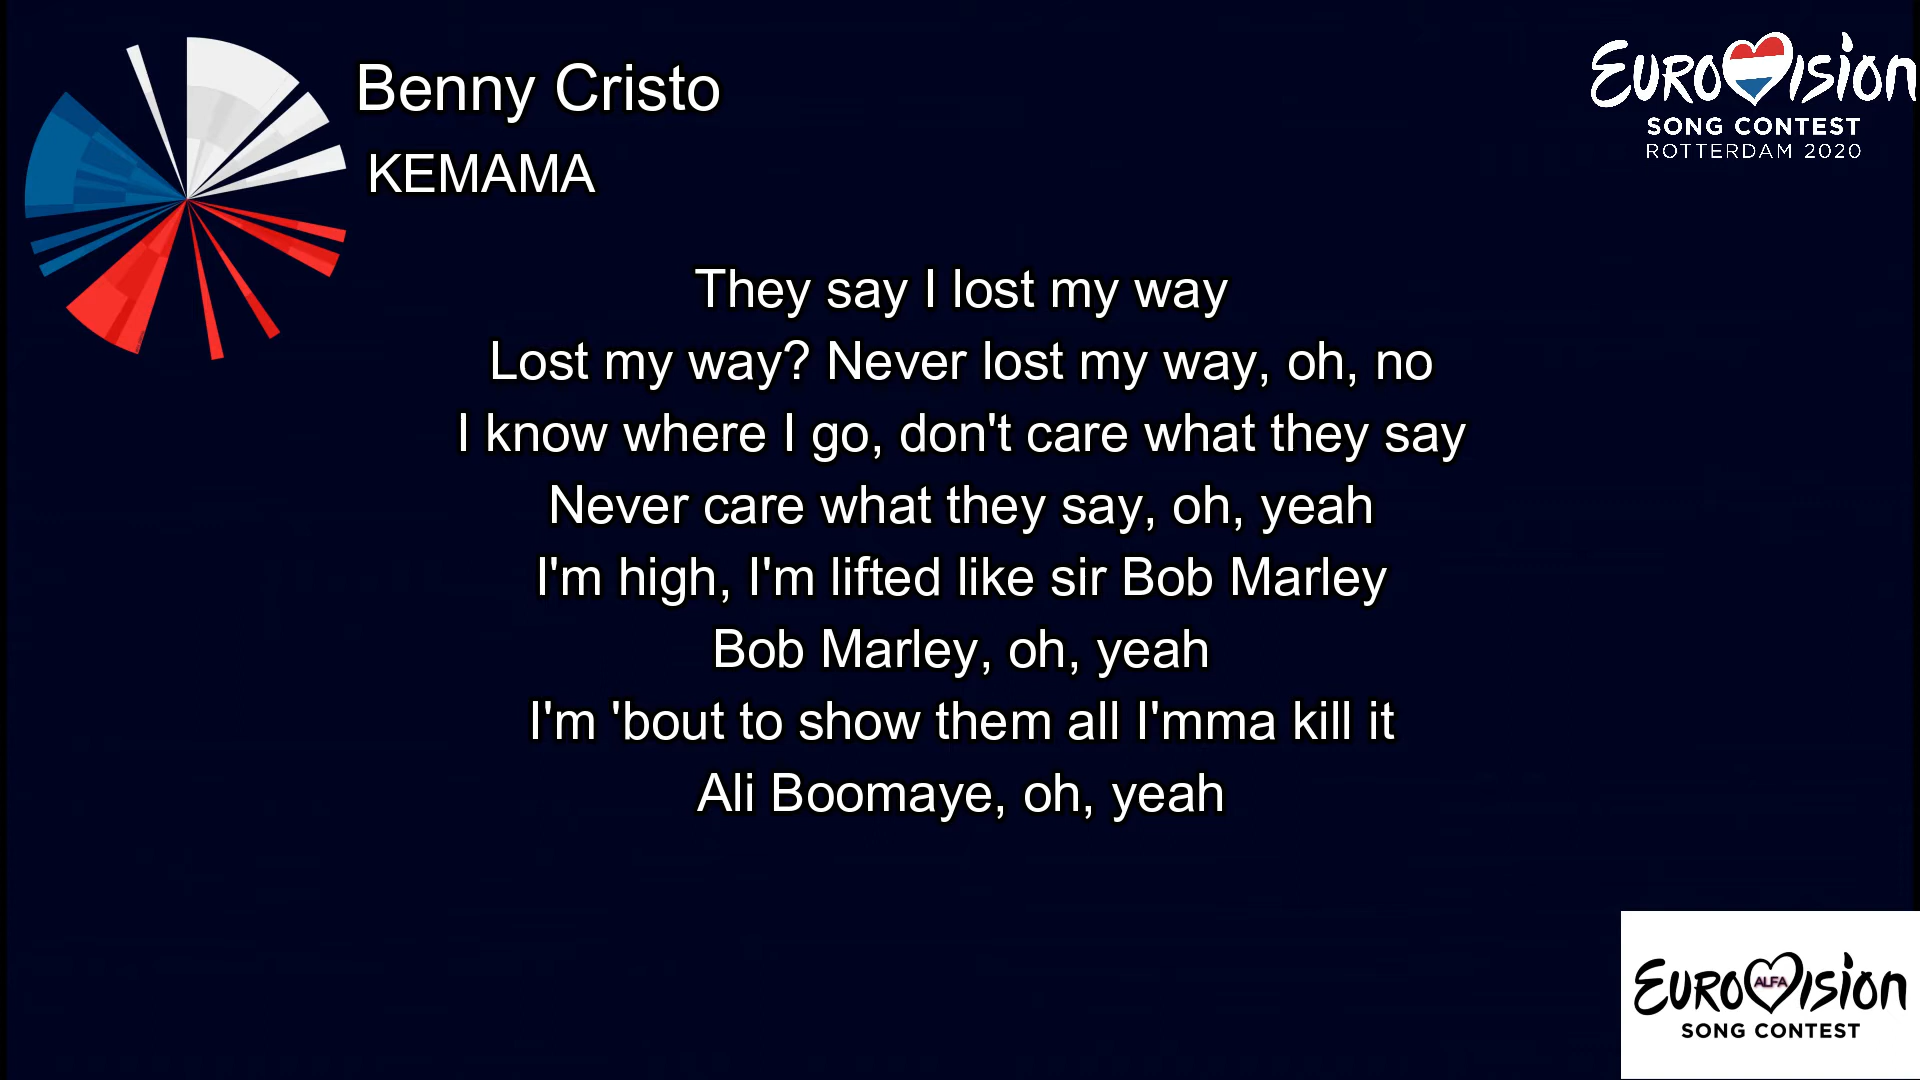 Benny Cristo
KEMAMA
EUROVISION
SONG CONTEST
ROTTERDAM 2020
They say I lost my way
Lost my way? Never lost my way, oh, no
I know where I go, don't care what they say
Never care what they say, oh, yeah
I'm high, I'm lifted like sir Bob Marley
Bob Marley, oh, yeah
I'm 'bout to show them all I'mma kill it
Ali Boomaye, oh, yeah
EUROVISION
ALFA
SONG CONTEST